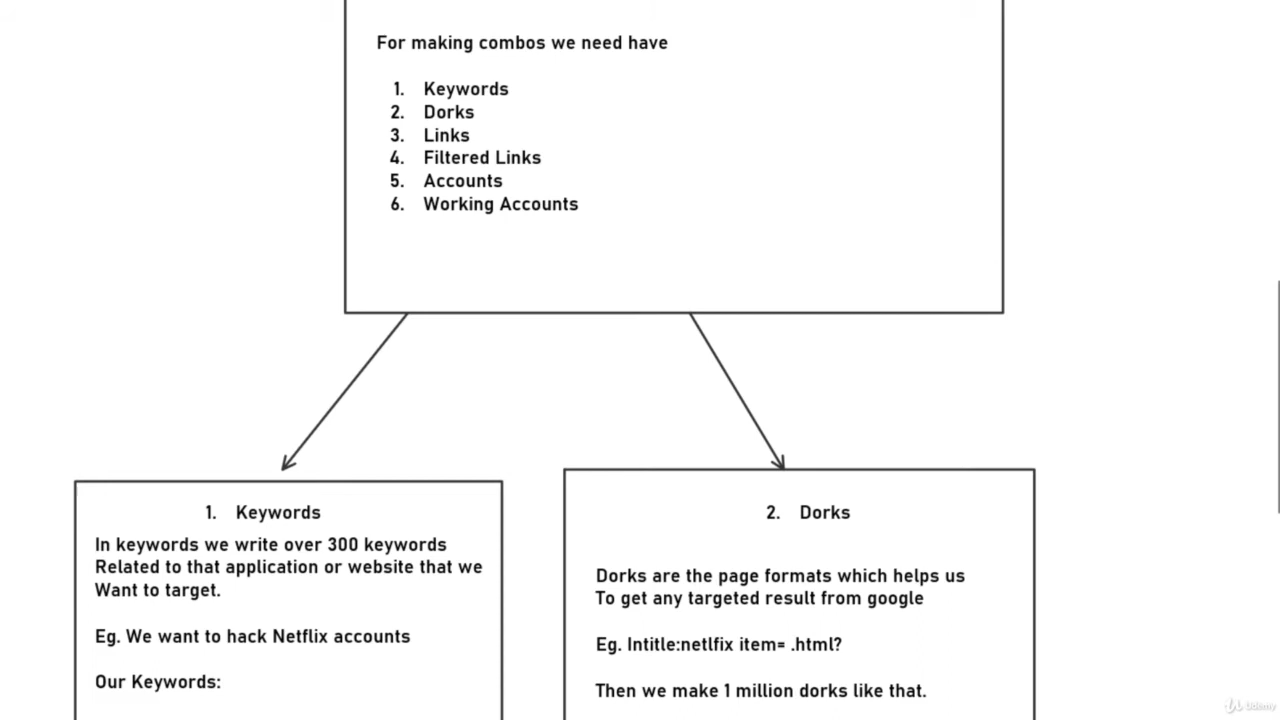 For making combos we need have
1. Keywords
2. Dorks
3. Links
4. Filtered Links
5. Accounts
6. Working Accounts
1. Keywords
In keywords we write over 300 keywords
Related to that application or website that we
Want to target.
Eg. We want to hack Netflix accounts
Our Keywords:
2. Dorks
Dorks are the page formats which helps us
To get any targeted result from google
Eg. Intitle:netlfix item= .html?
Then we make 1 million dorks like that.
Udemy